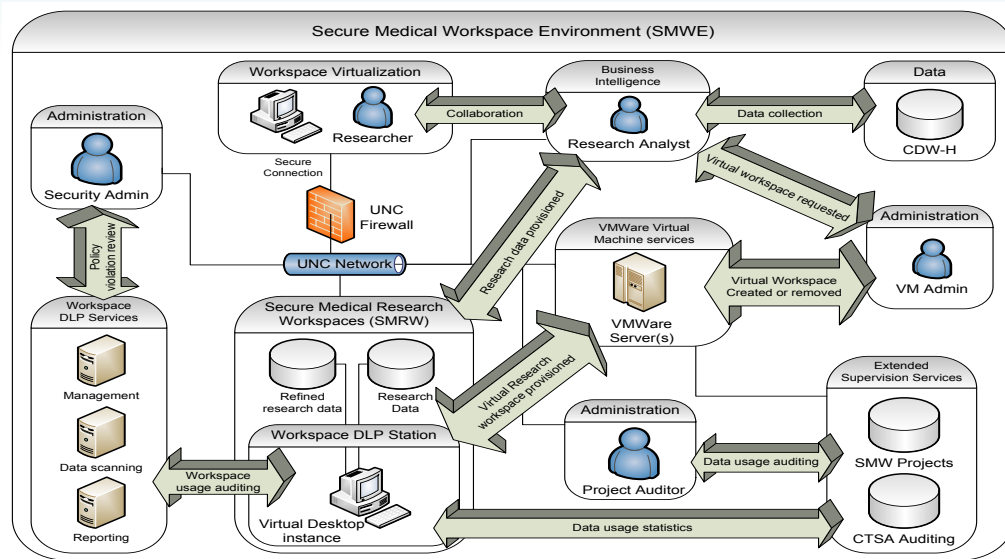 Secure Medical Workspace Environment (SMWE)
Workspace Virtualization
Researcher
Collaboration
Business
Intelligence
Research Analyst
Data collection
Data
CDW-H
Administration
Security Admin
Secure
Connection
UNC
Firewall
UNC Network
Research data provisioned
Virtual workspace requested
Administration
VM Admin
VMWare Virtual
Machine services
VMWare
Server(s)
Virtual Workspace
Created or removed
Policy
violation review
Workspace
DLP Services
Management
Data scanning
Reporting
Secure Medical Research
Workspaces (SMRW)
Refined
research data
Research
Data
Virtual Research
workspace provisioned
Workspace DLP Station
Virtual Desktop
instance
Workspace
usage auditing
Administration
Project Auditor
Data usage auditing
Data usage statistics
Extended
Supervision Services
SMW Projects
CTSA Auditing